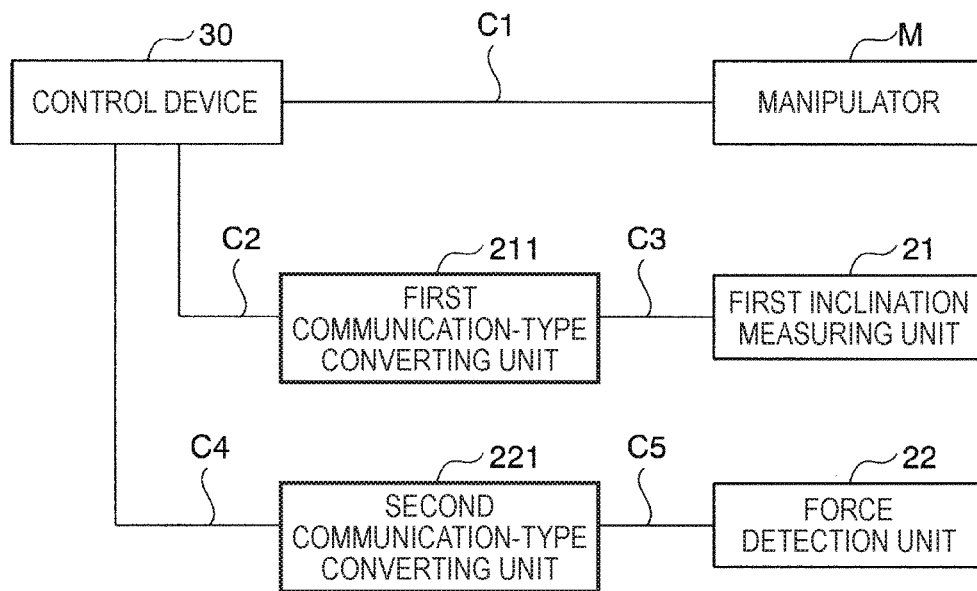 30
C1
M
CONTROL DEVICE
MANIPULATOR
C2
211
C3
21
FIRST
COMMUNICATION-TYPE
CONVERTING UNIT
FIRST INCLINATION
MEASURING UNIT
C4
221
C5
22
SECOND
COMMUNICATION-TYPE
CONVERTING UNIT
FORCE
DETECTION UNIT